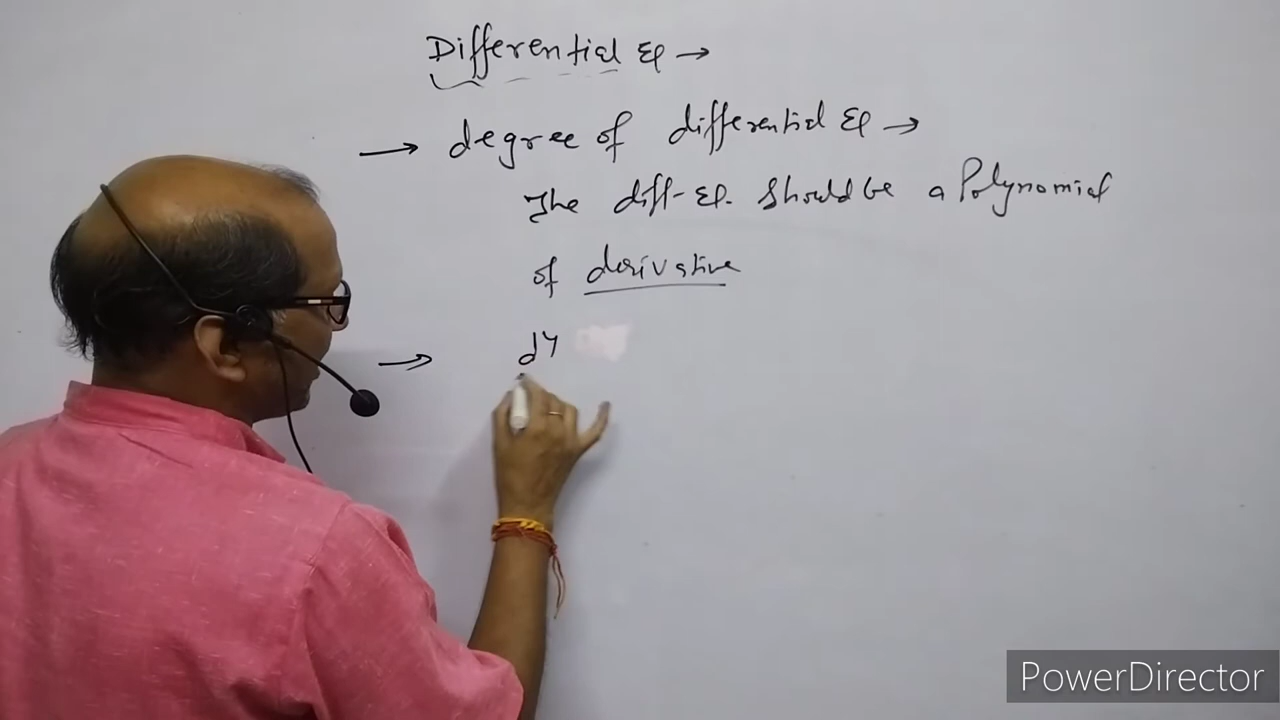 Differential Eq →
→ degree of differential Eq →
The diff-Eq. should be a Polynomial
of derivative
→ dy
PowerDirector